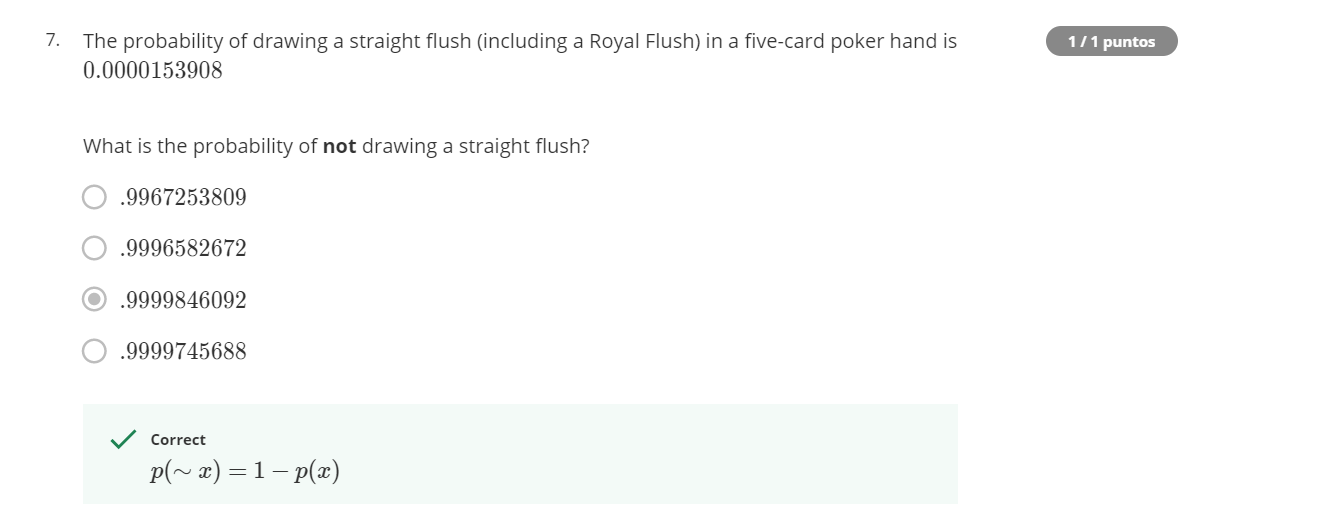 7. The probability of drawing a straight flush (including a Royal Flush) in a five-card poker hand is
0.0000153908
1 / 1 puntos
What is the probability of not drawing a straight flush?
.9967253809
.9996582672
.9999846092
.9999745688
Correct
p(∼ x) = 1 − p(x)